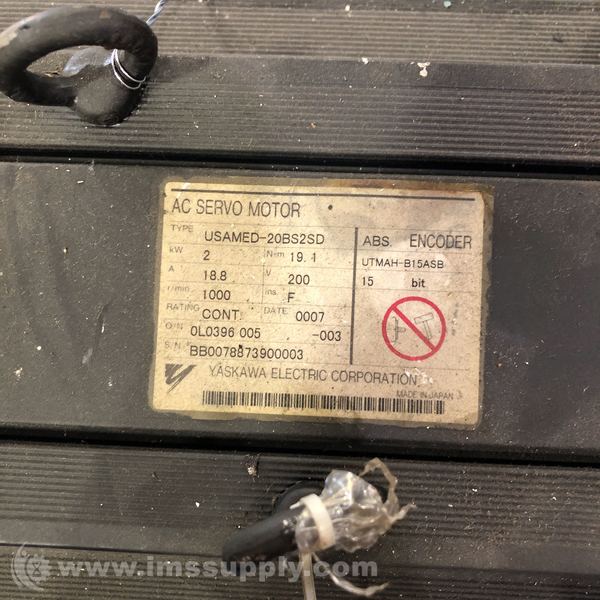 AC SERVO MOTOR
TYPE USAMED-20BS2SD
kW 2 N·m 19.1
A 18.8 V 200
r/min 1000 ins. F
RATING CONT. DATE 0007
O/N 0L0396 005 -003
S/N BB0078873900003
ABS. ENCODER
UTMAH-B15ASB
15 bit
YASKAWA ELECTRIC CORPORATION
MADE IN JAPAN
www.imssupply.com